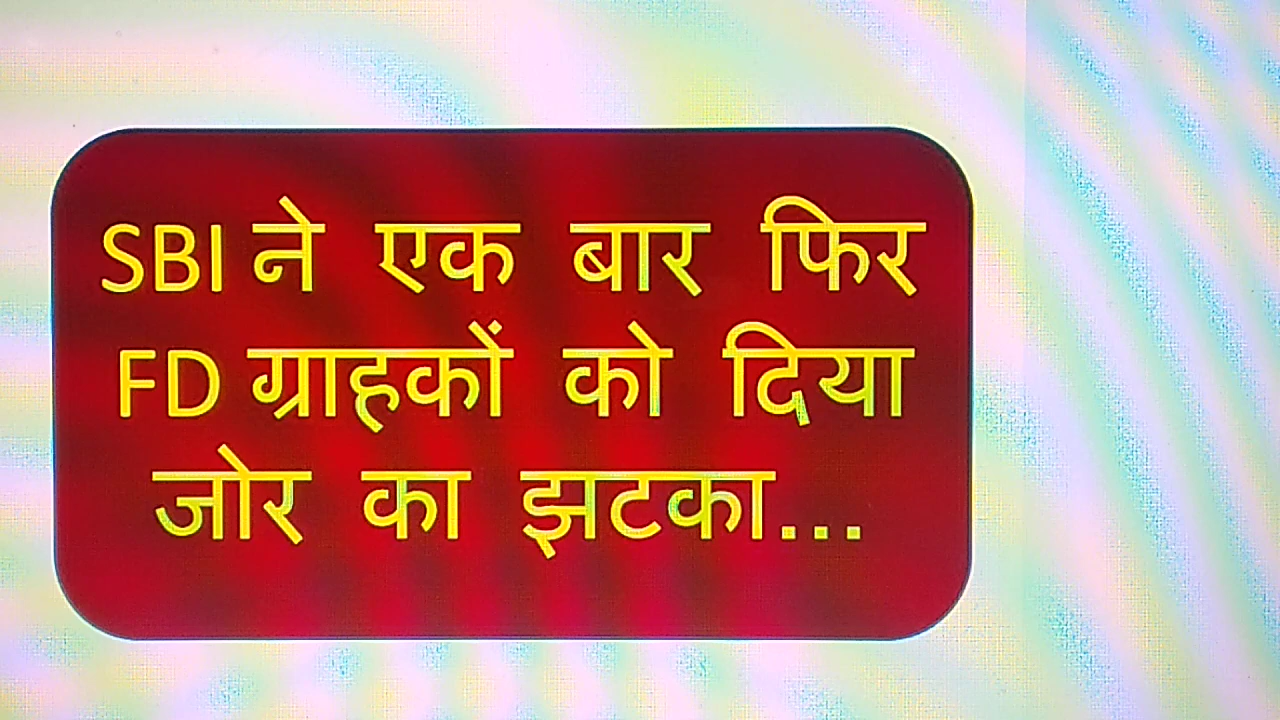 SBI ने एक बार फिर
FD ग्राहकों को दिया
जोर का झटका...